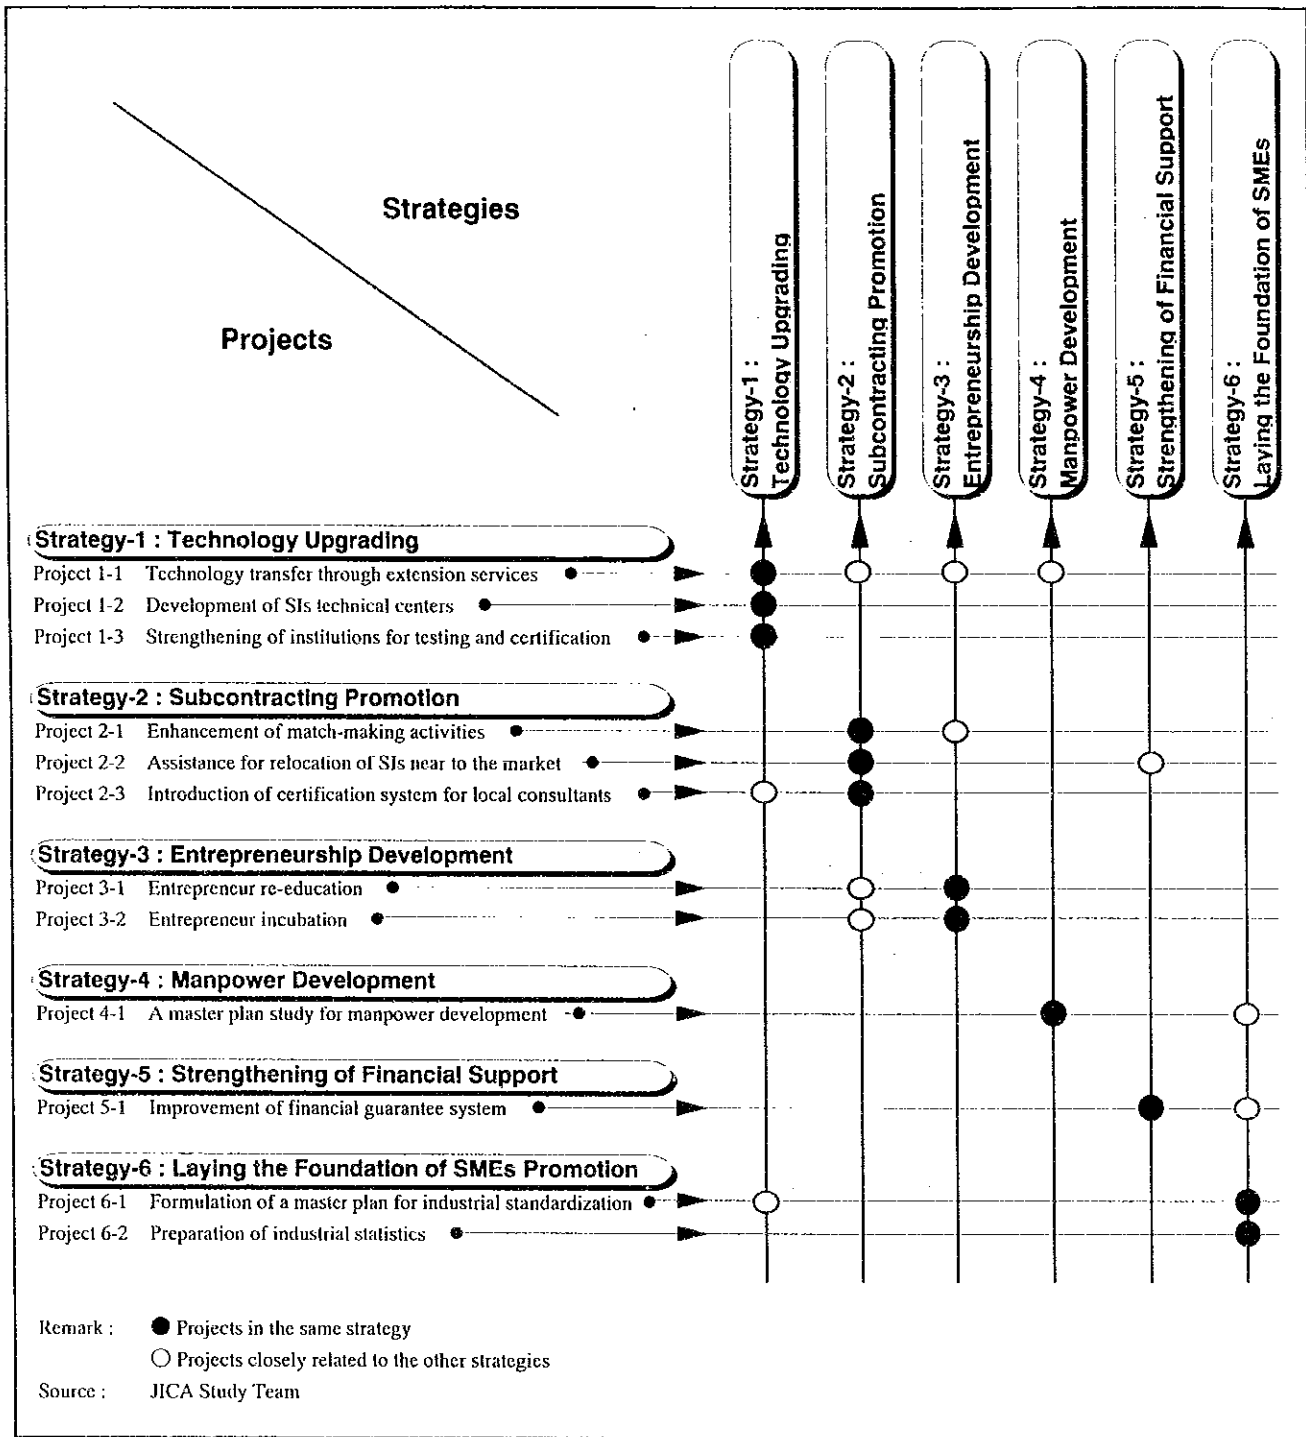 Strategies
Projects
Strategy-1 :
Technology Upgrading
Strategy-2 :
Subcontracting Promotion
Strategy-3 :
Entrepreneurship Development
Strategy-4 :
Manpower Development
Strategy-5 :
Strengthening of Financial Support
Strategy-6 :
Laying the Foundation of SMEs
Strategy-1 : Technology Upgrading
Project 1-1 Technology transfer through extension services
Project 1-2 Development of SIs technical centers
Project 1-3 Strengthening of institutions for testing and certification
Strategy-2 : Subcontracting Promotion
Project 2-1 Enhancement of match-making activities
Project 2-2 Assistance for relocation of SIs near to the market
Project 2-3 Introduction of certification system for local consultants
Strategy-3 : Entrepreneurship Development
Project 3-1 Entrepreneur re-education
Project 3-2 Entrepreneur incubation
Strategy-4 : Manpower Development
Project 4-1 A master plan study for manpower development
Strategy-5 : Strengthening of Financial Support
Project 5-1 Improvement of financial guarantee system
Strategy-6 : Laying the Foundation of SMEs Promotion
Project 6-1 Formulation of a master plan for industrial standardization
Project 6-2 Preparation of industrial statistics
Remark : ● Projects in the same strategy
○ Projects closely related to the other strategies
Source : JICA Study Team